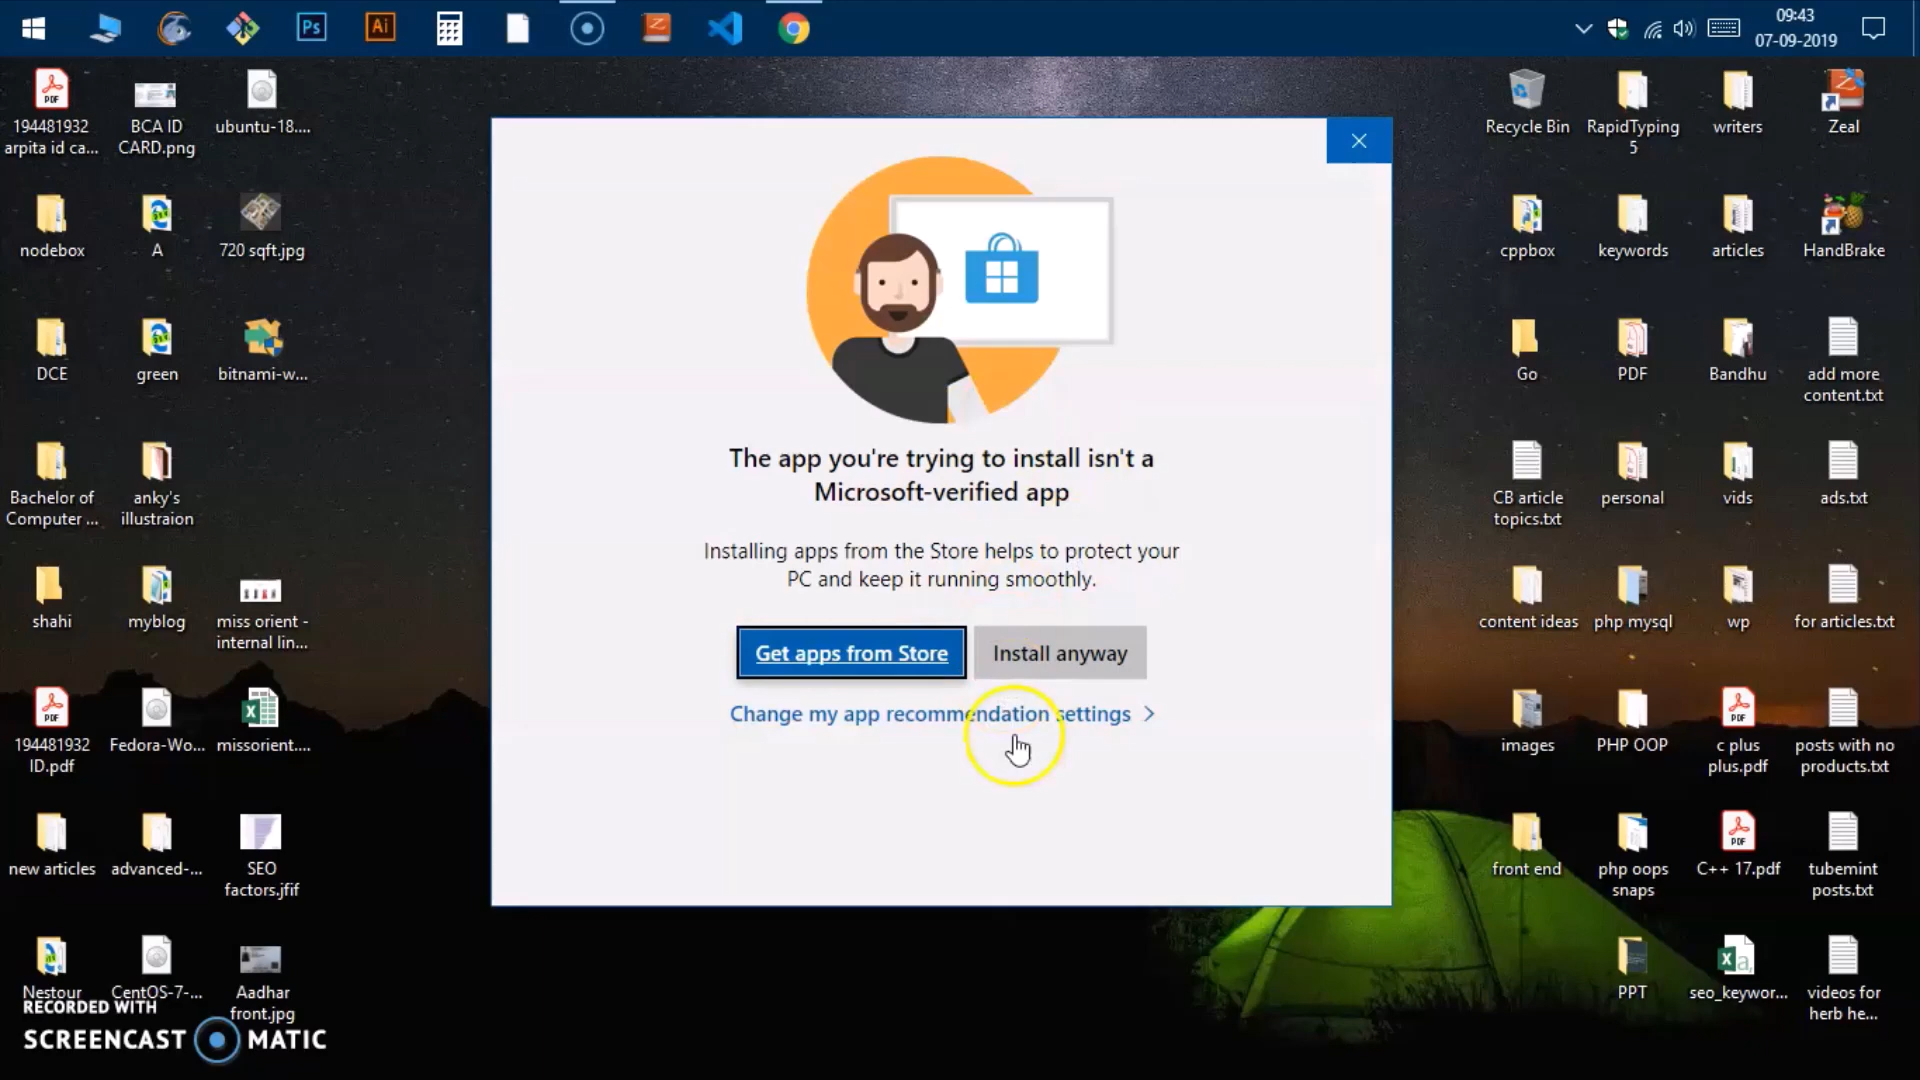 Ps
Ai
09:43
07-09-2019
194481932
arpita id ca...
BCA ID
CARD.png
ubuntu-18....
nodebox
A
720 sqft.jpg
DCE
green
bitnami-w...
Bachelor of
Computer ...
anky's
illustraion
shahi
myblog
miss orient -
internal lin...
194481932
ID.pdf
Fedora-Wo...
missorient....
new articles
advanced-...
SEO
factors.jfif
Nestour
CentOS-7-...
Aadhar
front.jpg
RECORDED WITH
SCREENCAST MATIC
The app you're trying to install isn't a
Microsoft-verified app
Installing apps from the Store helps to protect your
PC and keep it running smoothly.
Get apps from Store
Install anyway
Change my app recommendation settings
Recycle Bin
RapidTyping
5
writers
Zeal
cppbox
keywords
articles
HandBrake
Go
PDF
Bandhu
add more
content.txt
CB article
topics.txt
personal
vids
ads.txt
content ideas
php mysql
wp
for articles.txt
images
PHP OOP
c plus
plus.pdf
posts with no
products.txt
front end
php oops
snaps
C++ 17.pdf
tubemint
posts.txt
PPT
seo_keywor...
videos for
herb he...